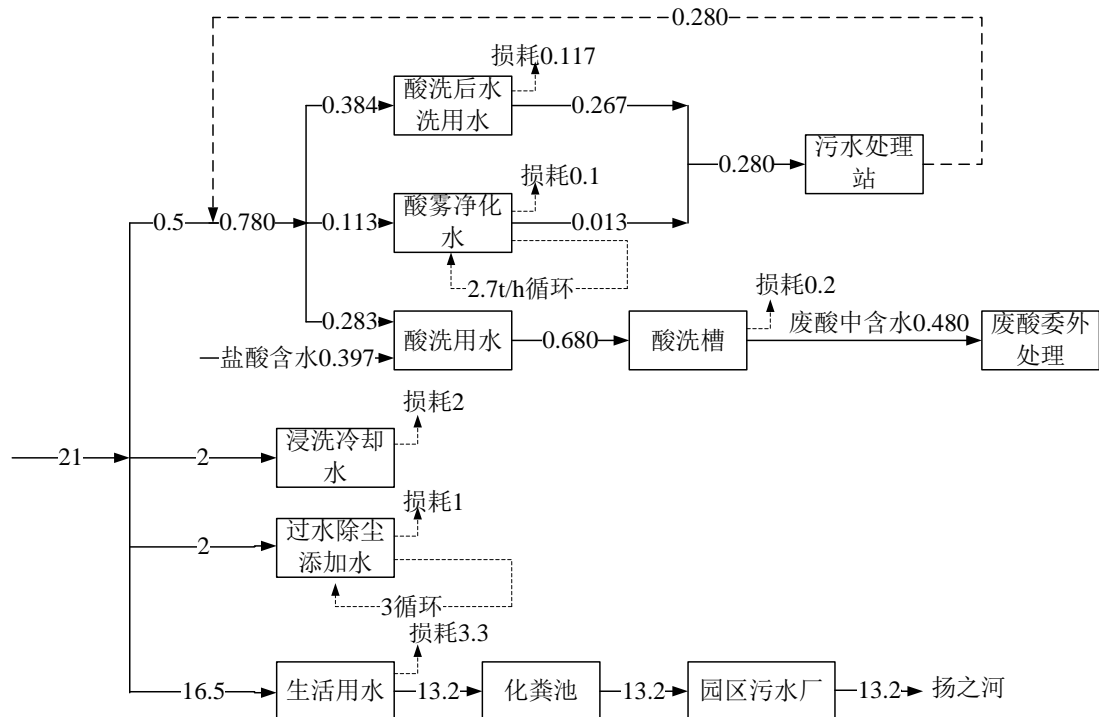 0.280
损耗0.117
酸洗后水
洗用水
0.384
0.267
污水处理
站
0.280
损耗0.1
酸雾净化
水
0.5
0.780
0.113
0.013
2.7t/h循环
损耗0.2
0.283
酸洗用水
0.680
酸洗槽
废酸中含水0.480
废酸委外
处理
盐酸含水0.397
损耗2
浸洗冷却
水
21
2
损耗1
过水除尘
添加水
2
3循环
损耗3.3
16.5
生活用水
13.2
化粪池
13.2
园区污水厂
13.2
扬之河